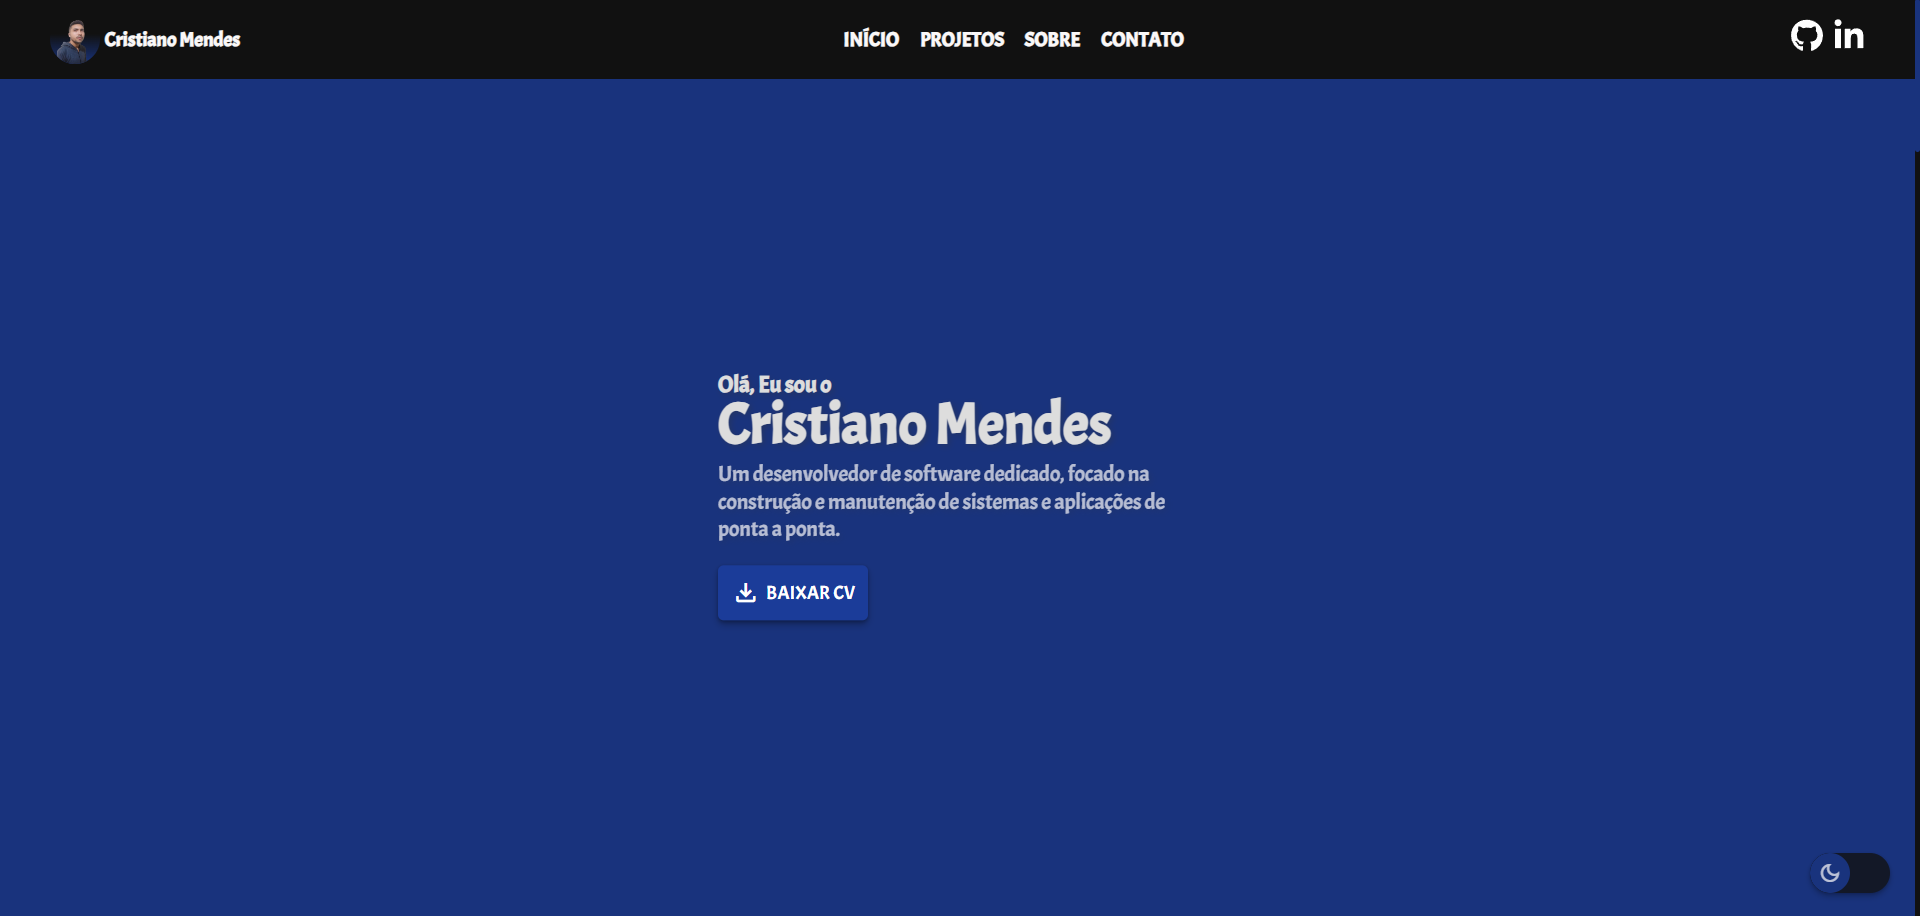 Cristiano Mendes
INÍCIO PROJETOS SOBRE CONTATO
in
Olá, Eu sou o
Cristiano Mendes
Um desenvolvedor de software dedicado, focado na
construção e manutenção de sistemas e aplicações de
ponta a ponta.
BAIXAR CV